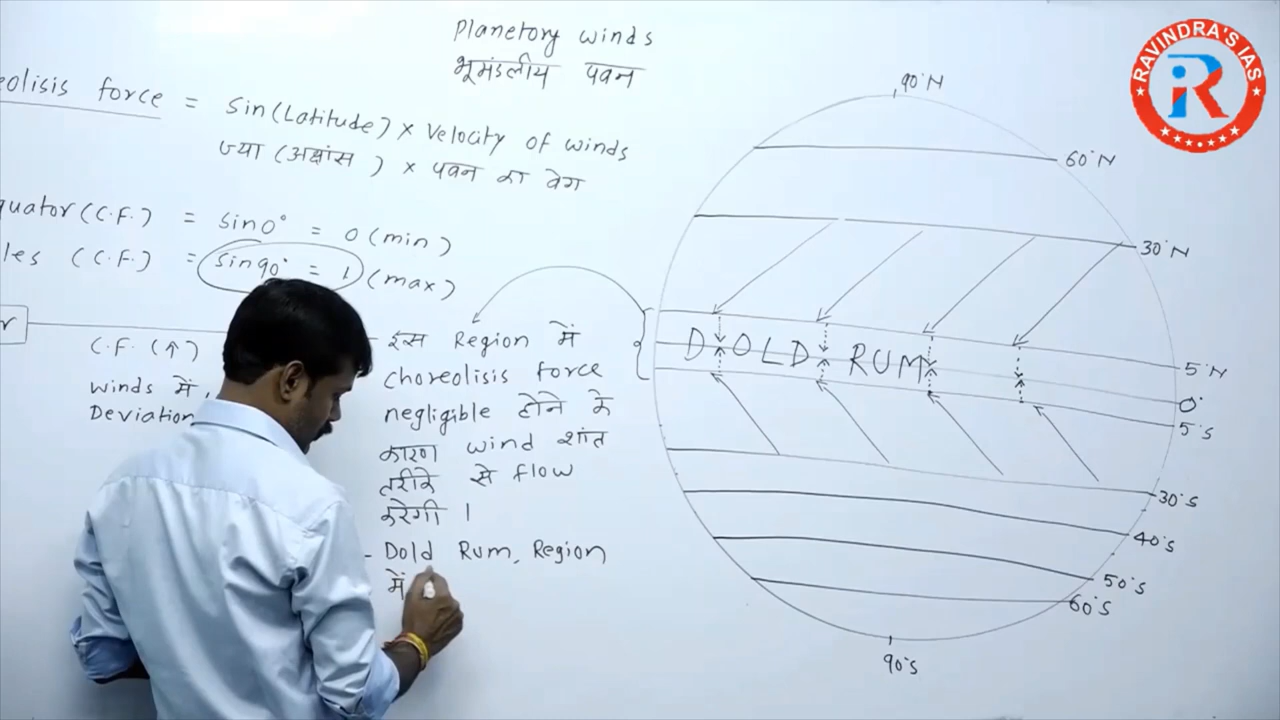 Planetory winds
भूमंडलीय पवन
eolisis force = sin(Latitude) × Velocity of winds
ज्या (अक्षांस) × पवन का वेग
quator (C.F.) = sin0° = 0 (min)
les (C.F.) = sin90° = 1 (max)
r
C.F. (↑)
winds में,
Deviation
- इस Region में
Choreolisis force
negligible होने के
कारण wind शांत
तरीके से flow
करेगी ।
- Dold Rum, Region
में
90°N
60°N
30°N
5°N
DOLD RUM
0°
5°S
30°S
40°S
50°S
60°S
90°S
RAVINDRA'S IAS
iR